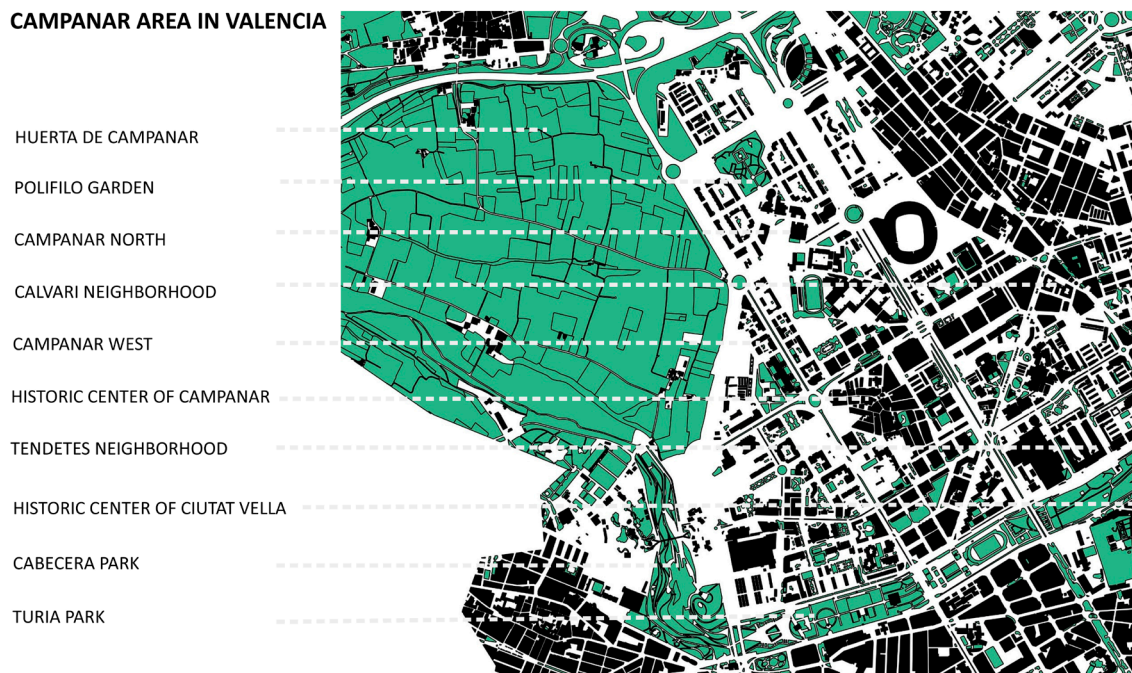 CAMPANAR AREA IN VALENCIA
HUERTA DE CAMPANAR
POLIFILO GARDEN
CAMPANAR NORTH
CALVARI NEIGHBORHOOD
CAMPANAR WEST
HISTORIC CENTER OF CAMPANAR
TENDETES NEIGHBORHOOD
HISTORIC CENTER OF CIUTAT VELLA
CABECERA PARK
TURIA PARK